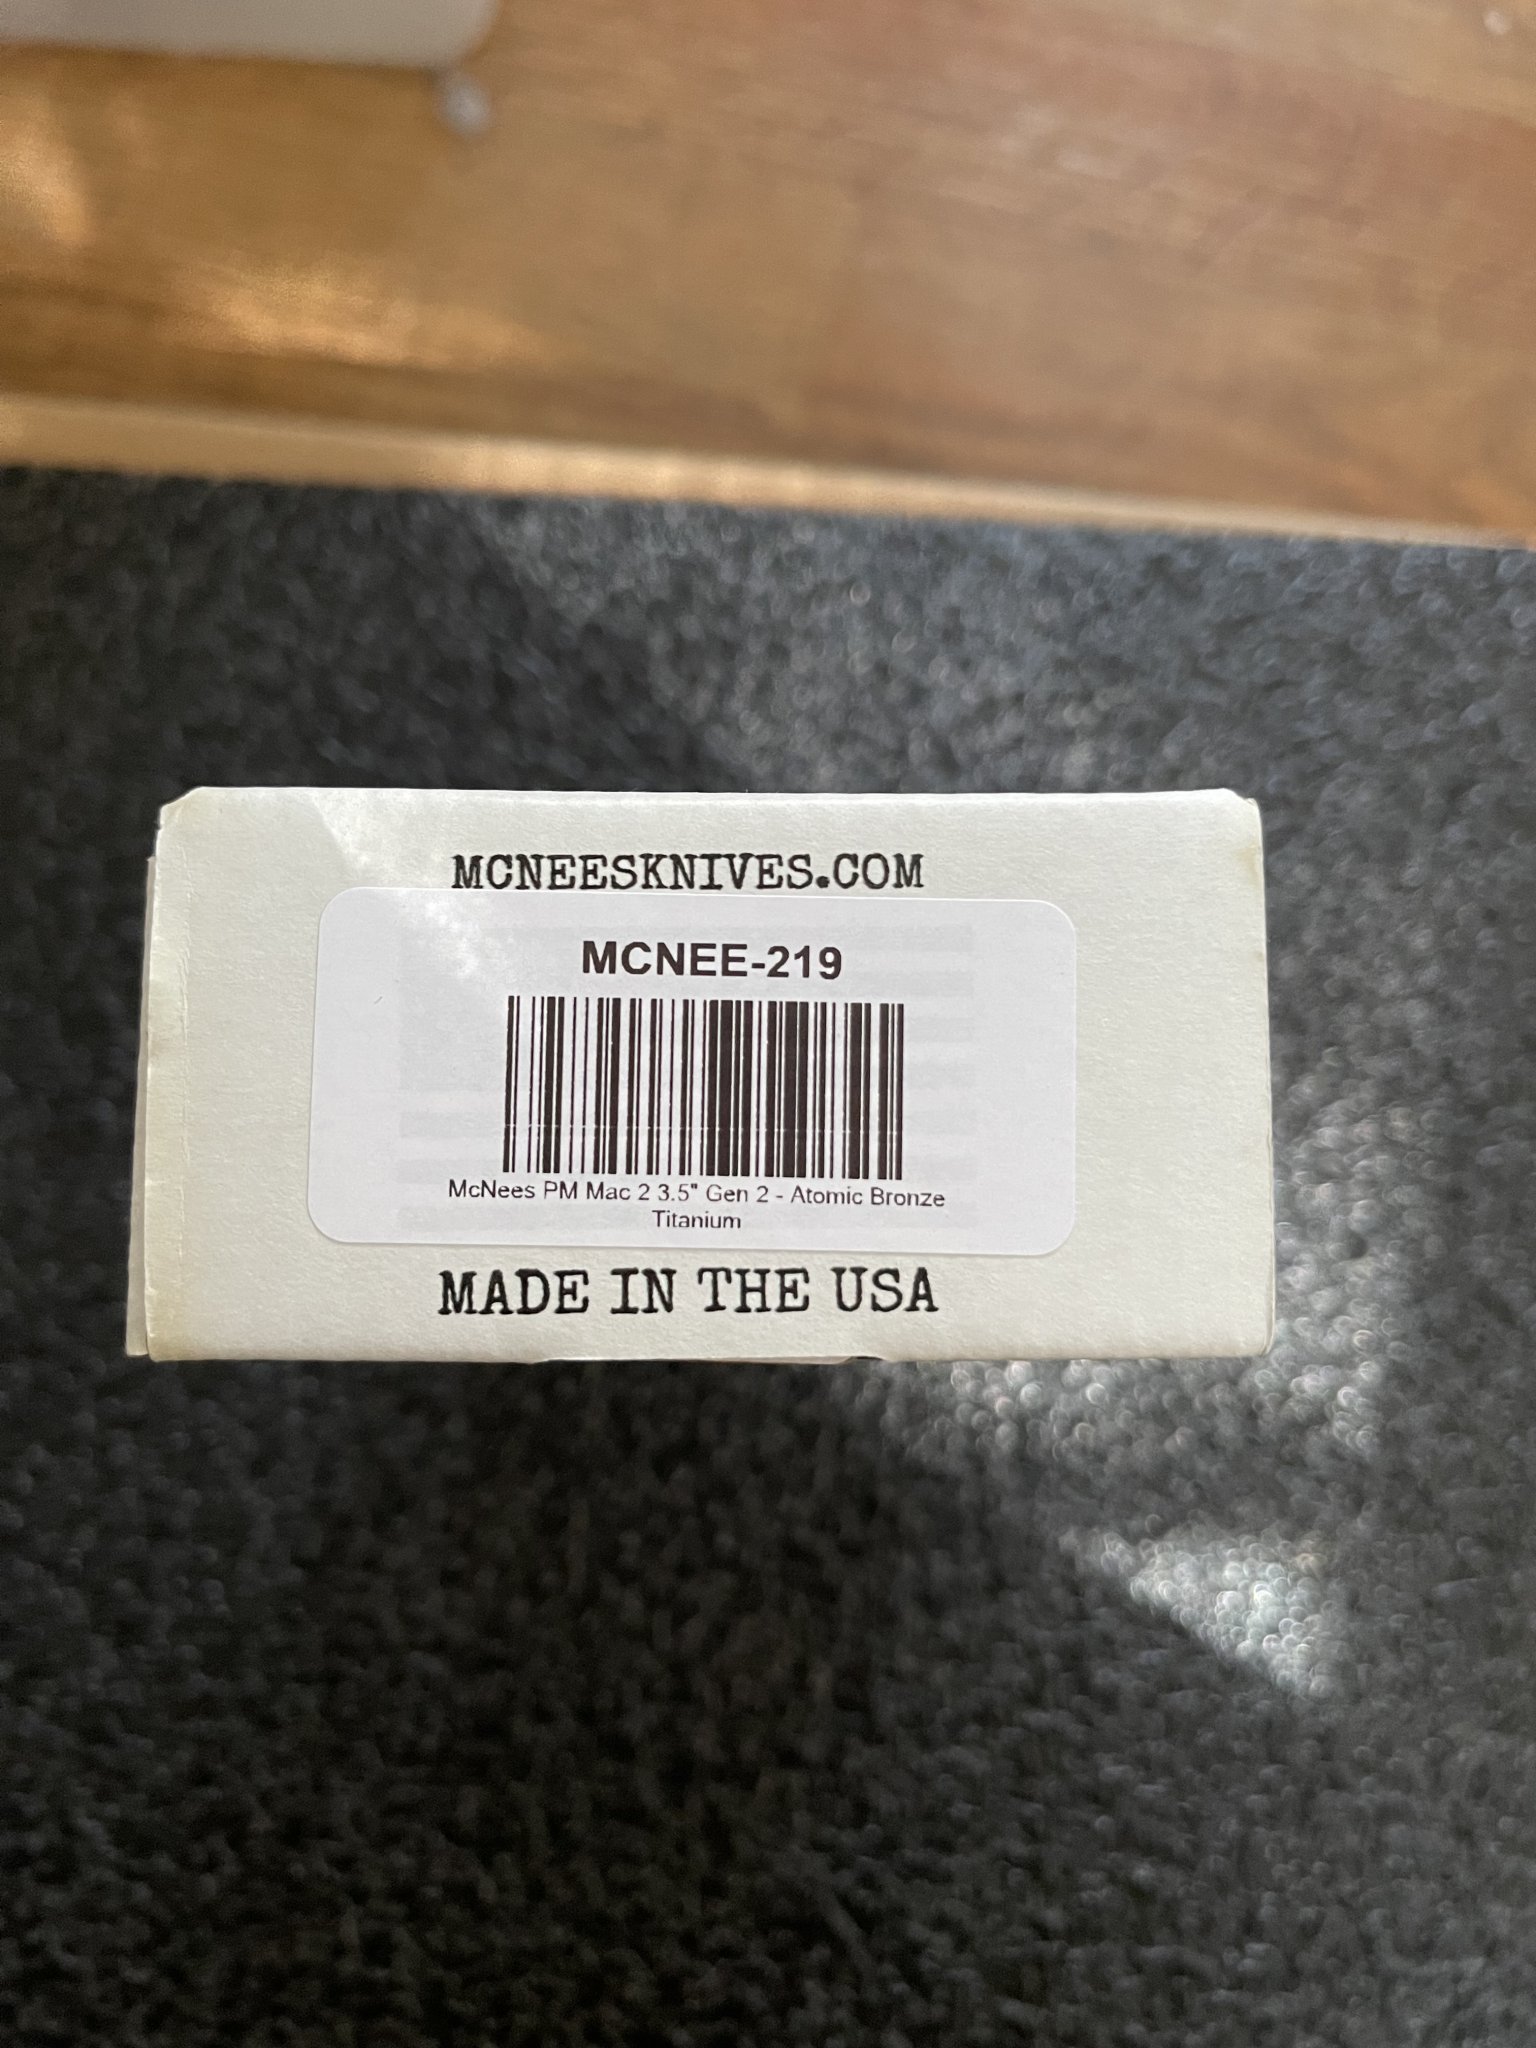 MCNEESKNIVES.COM
MCNEE-219
McNees PM Mac 2 3.5" Gen 2 - Atomic Bronze
Titanium
MADE IN THE USA